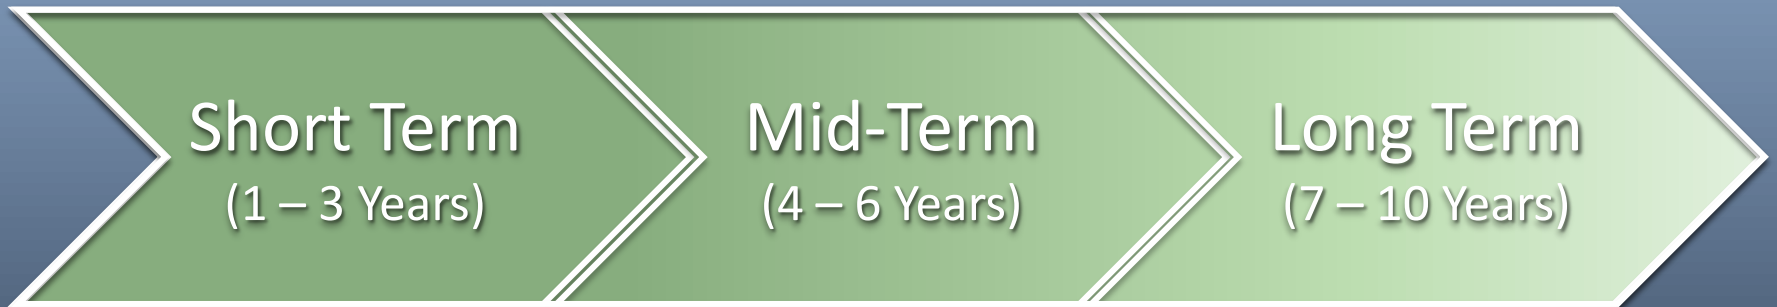 Short Term
(1 – 3 Years)
Mid-Term
(4 – 6 Years)
Long Term
(7 – 10 Years)